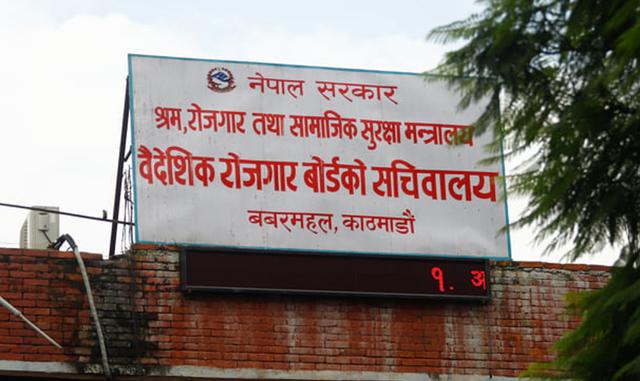 नेपाल सरकार
श्रम, रोजगार तथा सामाजिक सुरक्षा मन्त्रालय
वैदेशिक रोजगार बोर्डको सचिवालय
बबरमहल, काठमाडौं
१. अ